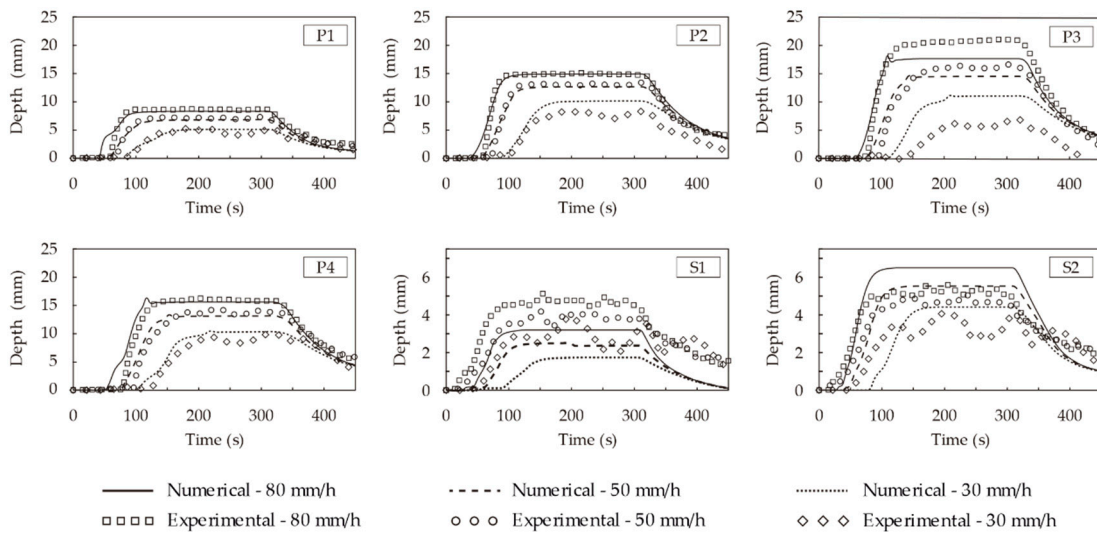 25
20
15
10
5
0
Depth (mm)
P1
0 100 200 300 400
Time (s)
25
20
15
10
5
0
Depth (mm)
P2
0 100 200 300 400
Time (s)
25
20
15
10
5
0
Depth (mm)
P3
0 100 200 300 400
Time (s)
25
20
15
10
5
0
Depth (mm)
P4
0 100 200 300 400
Time (s)
6
4
2
0
Depth (mm)
S1
0 100 200 300 400
Time (s)
6
4
2
0
Depth (mm)
S2
0 100 200 300 400
Time (s)
Numerical - 80 mm/h
Numerical - 50 mm/h
Numerical - 30 mm/h
Experimental - 80 mm/h
Experimental - 50 mm/h
Experimental - 30 mm/h